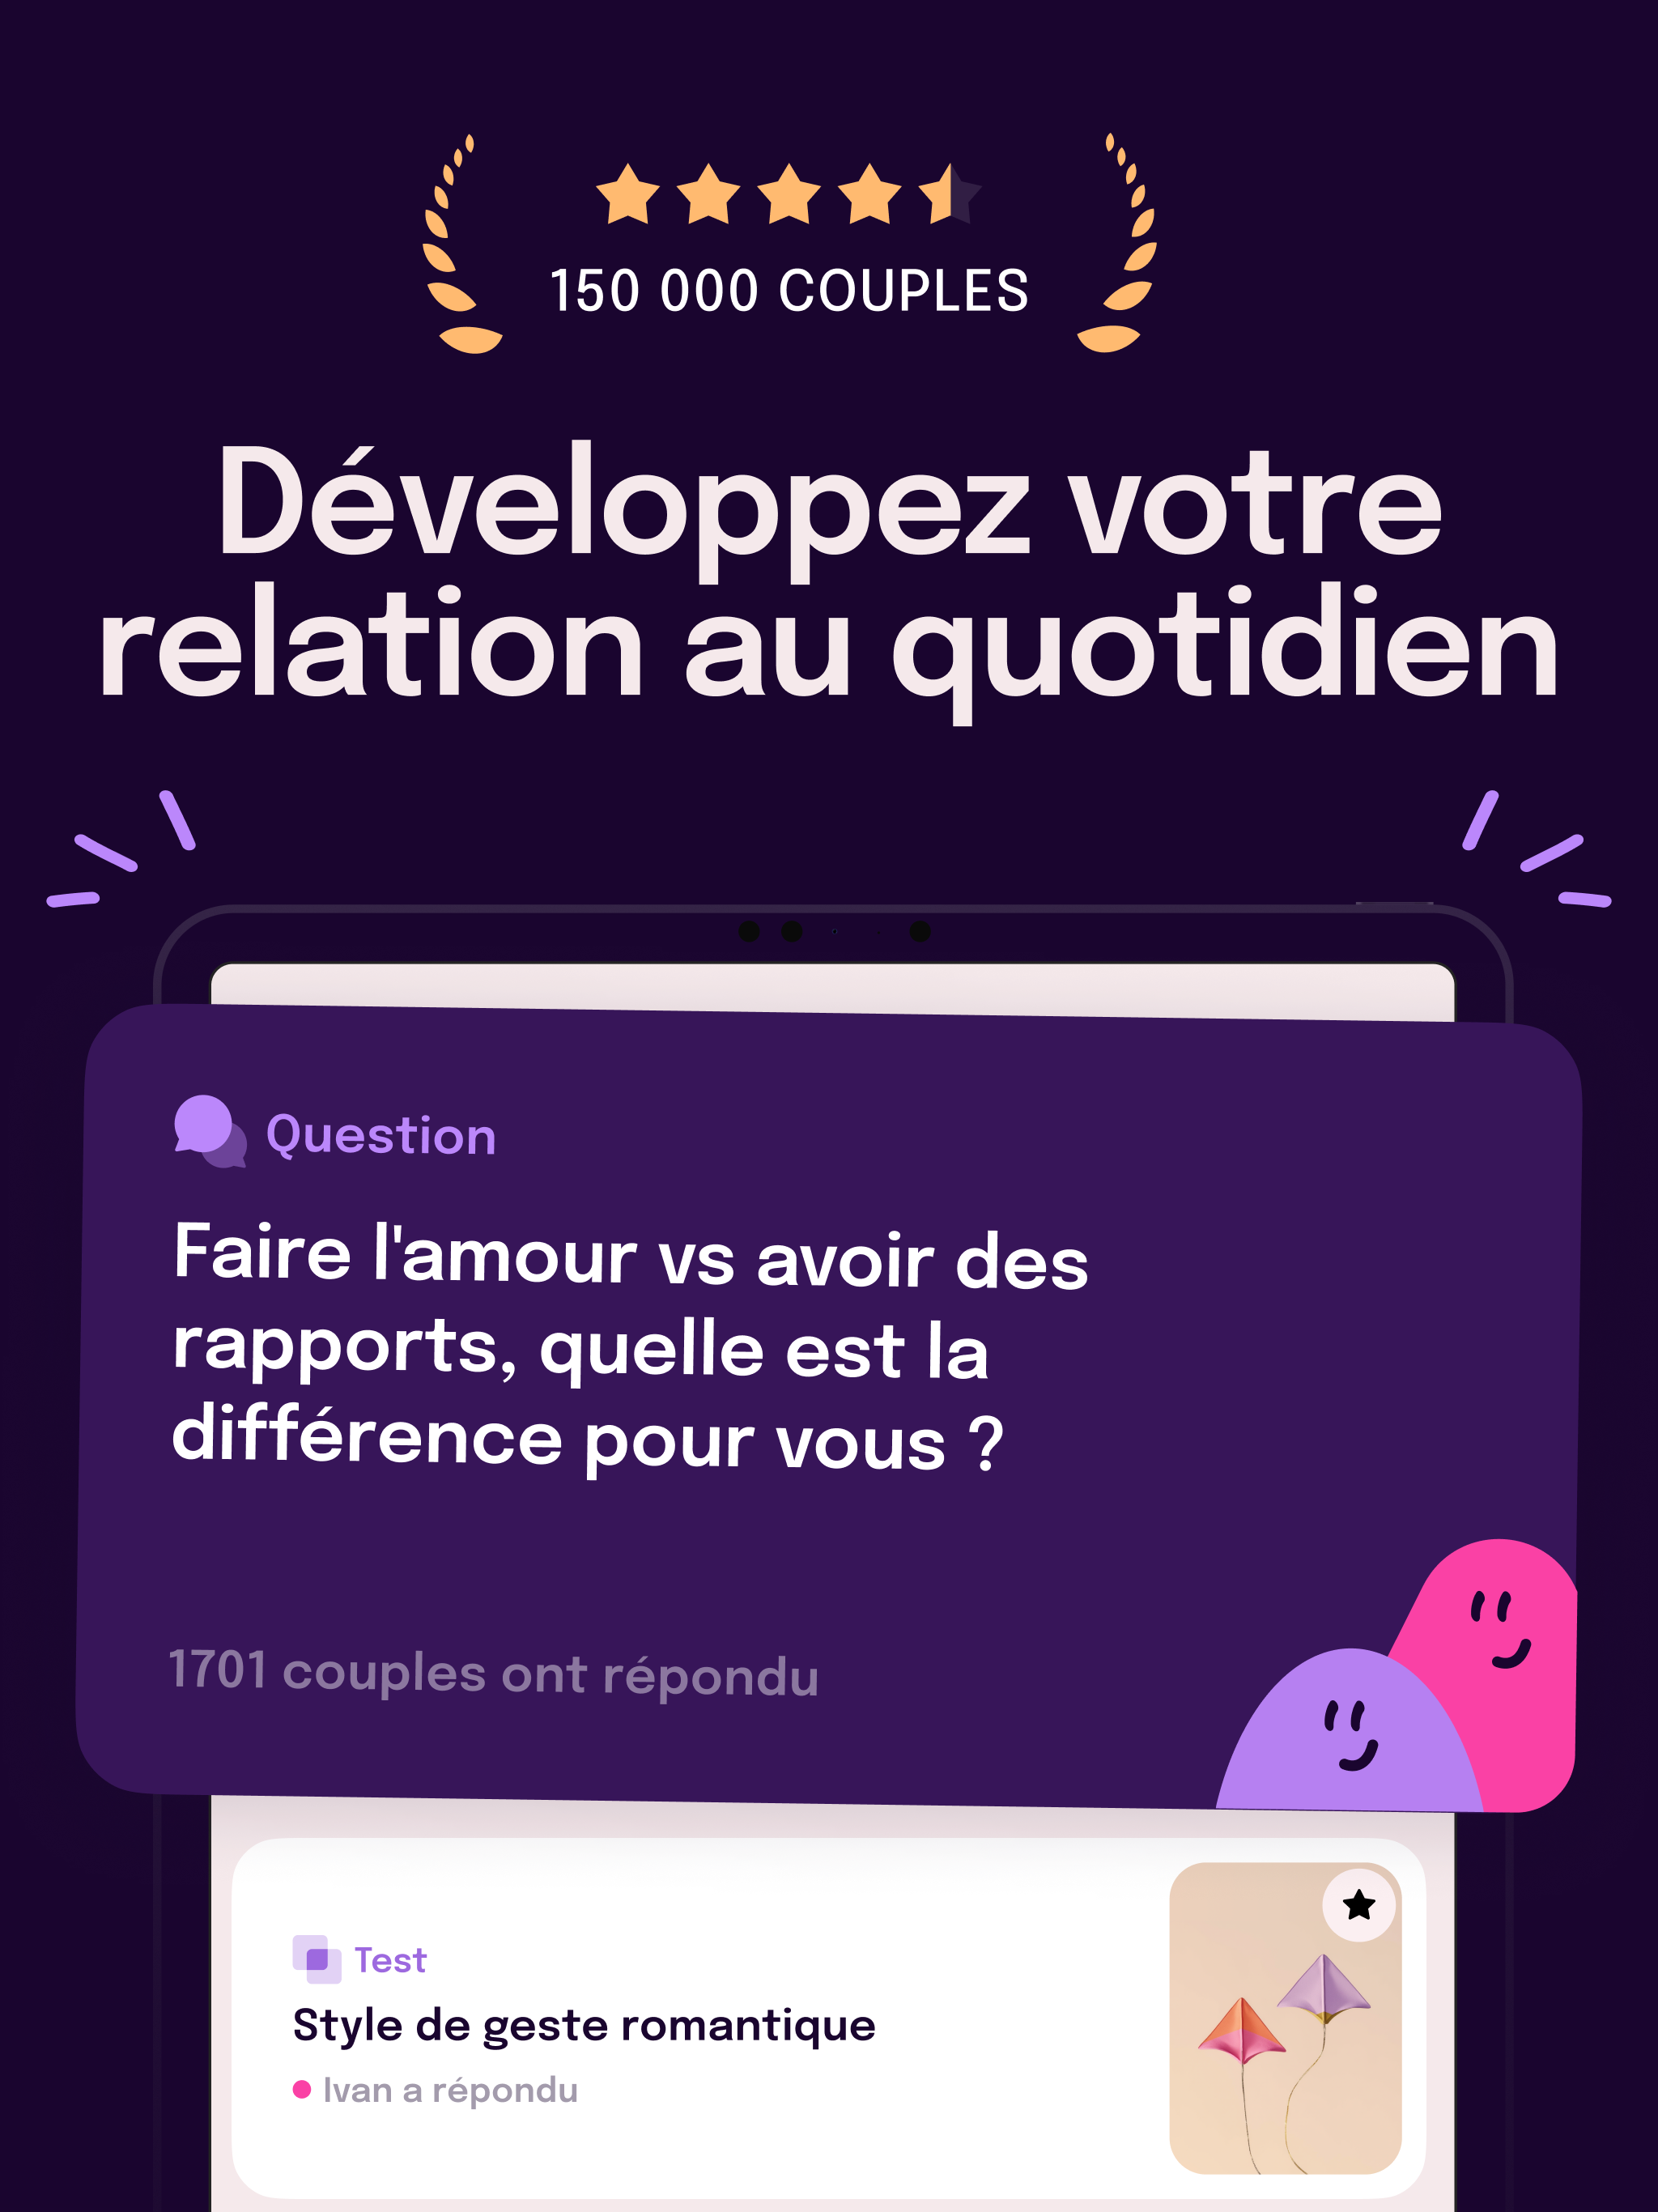 150 000 COUPLES
Développez votre
relation au quotidien
Question
Faire l'amour vs avoir des
rapports, quelle est la
différence pour vous ?
1701 couples ont répondu
Test
Style de geste romantique
Ivan a répondu